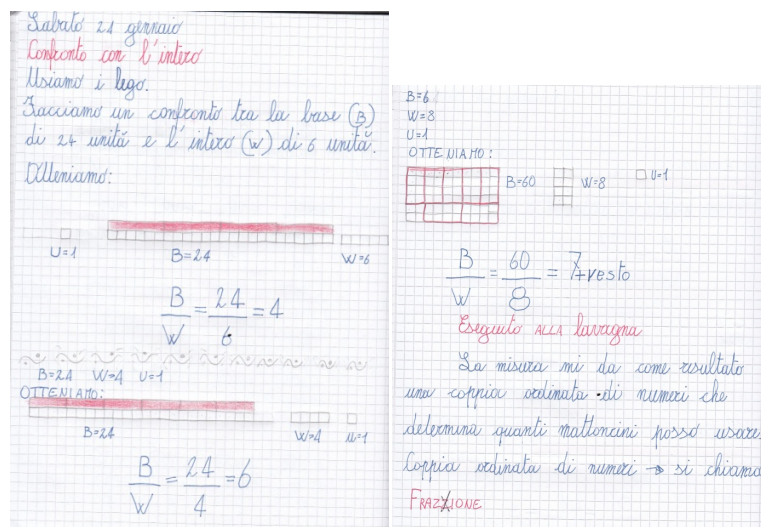 Sabato 21 gennaio
Confronto con l'intero
Usiamo i lego.
Facciamo un confronto tra la base (B)
di 24 unità e l'intero (W) di 6 unità.
Otteniamo:
U=1 B=24 W=6
B/W = 24/6 = 4
B=24 W=4 U=1
OTTENIAMO:
B=24 W=4 U=1
B/W = 24/4 = 6
B=6
W=8
U=1
OTTENIAMO:
B=60 W=8 U=1
B/W = 60/8 = 7+resto
Eseguito ALLA lavagna
La misura mi da come risultato
una coppia ordinata di numeri che
determina quanti mattoncini posso usare.
Coppia ordinata di numeri → si chiama
FRAZIONE